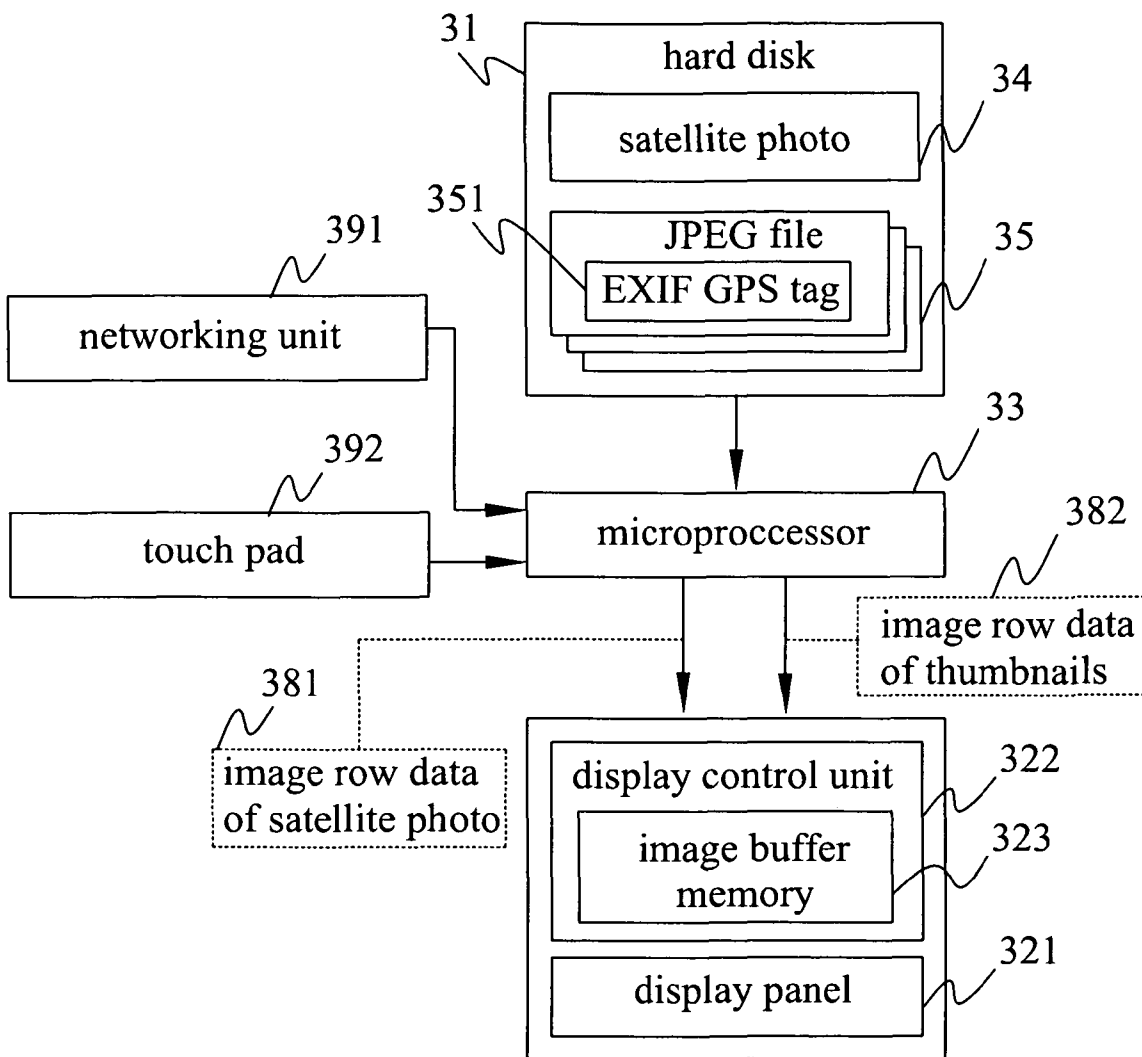 31
hard disk
34
satellite photo
351
JPEG file
35
EXIF GPS tag
391
networking unit
33
392
microproccessor
382
touch pad
image row data
of thumbnails
381
image row data
of satellite photo
display control unit
322
image buffer
memory
323
321
display panel